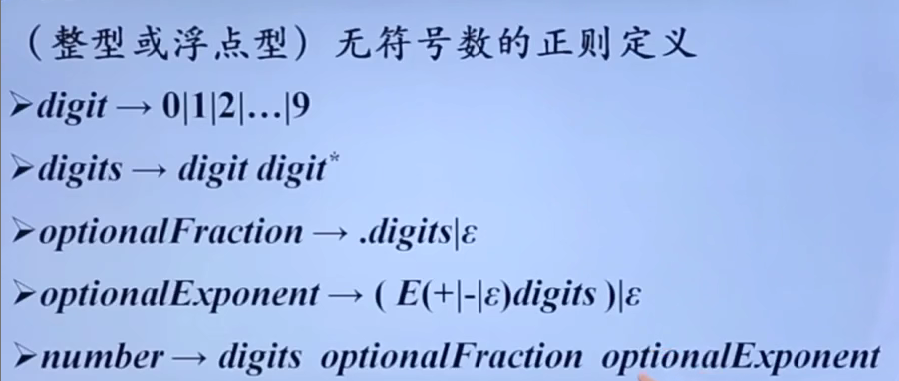 （整型或浮点型）无符号数的正则定义
➢digit → 0|1|2|…|9
➢digits → digit digit*
➢optionalFraction → .digits|ε
➢optionalExponent → ( E(+|-|ε)digits )|ε
➢number → digits optionalFraction optionalExponent